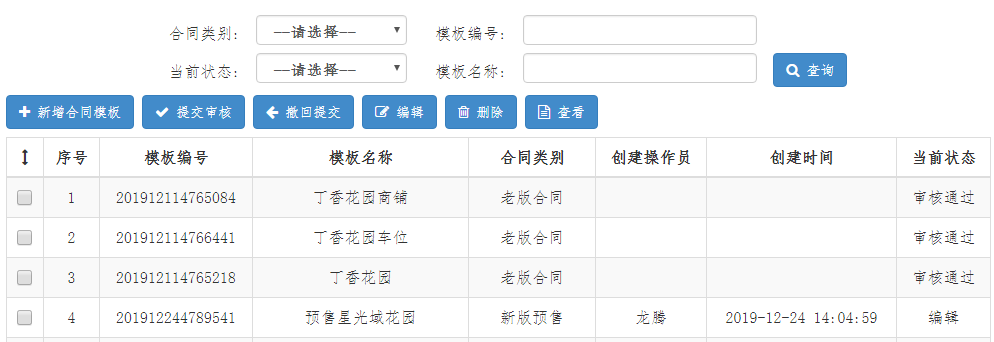 合同类别: --请选择-- 模板编号:
当前状态: --请选择-- 模板名称: 查询
新增合同模板 提交审核 撤回提交 编辑 删除 查看
序号 模板编号 模板名称 合同类别 创建操作员 创建时间 当前状态
1 201912114765084 丁香花园商铺 老版合同 审核通过
2 201912114766441 丁香花园车位 老版合同 审核通过
3 201912114765218 丁香花园 老版合同 审核通过
4 201912244789541 预售星光域花园 新版预售 龙腾 2019-12-24 14:04:59 编辑